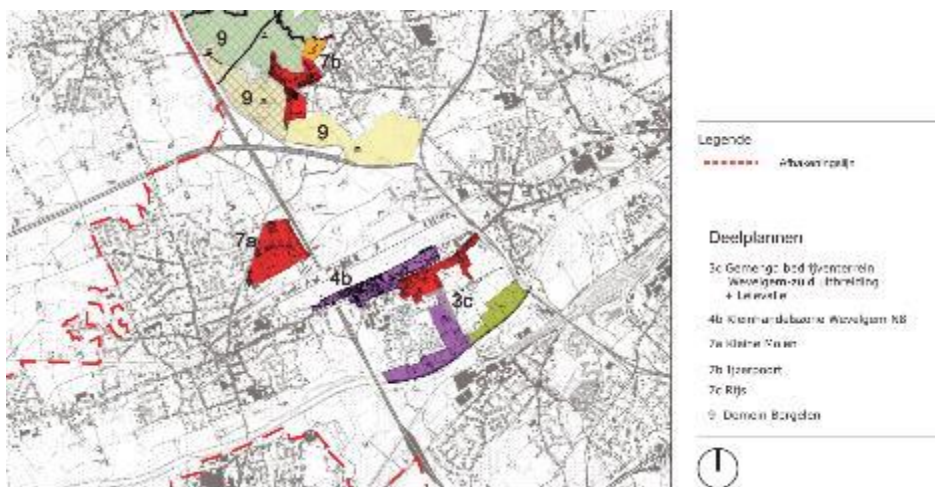 9
7b
9
9
7a
4b
3c
Legende
Afbakeningslijn
Deelplannen
3c Gemengd bedrijventerrein
Wevelgem-zuid uitbreiding
+ Leievallei
4b Kleinhandelszone Wevelgem N8
7a Kleine Molen
7b Ijzerpoort
7c Rijs
9 Domein Bergelen